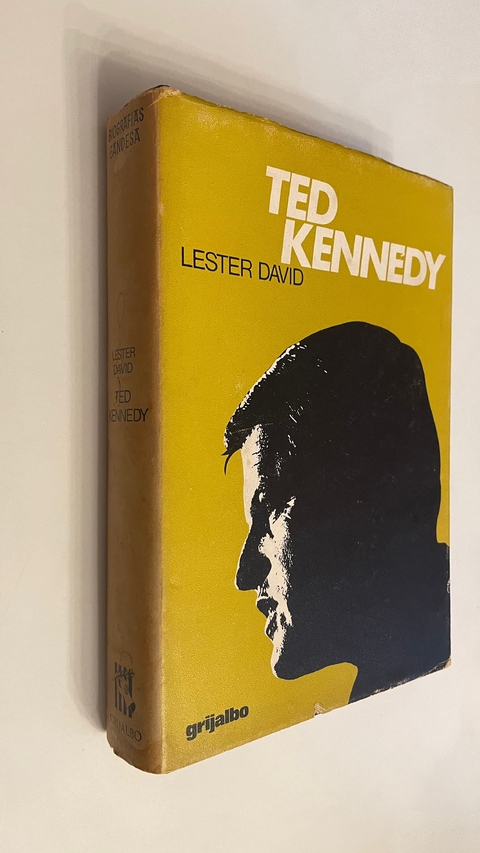 TED
KENNEDY
LESTER DAVID
grijalbo
BIOGRAFIAS
GANDESA
LESTER
DAVID
TED
KENNEDY
GRIJALBO